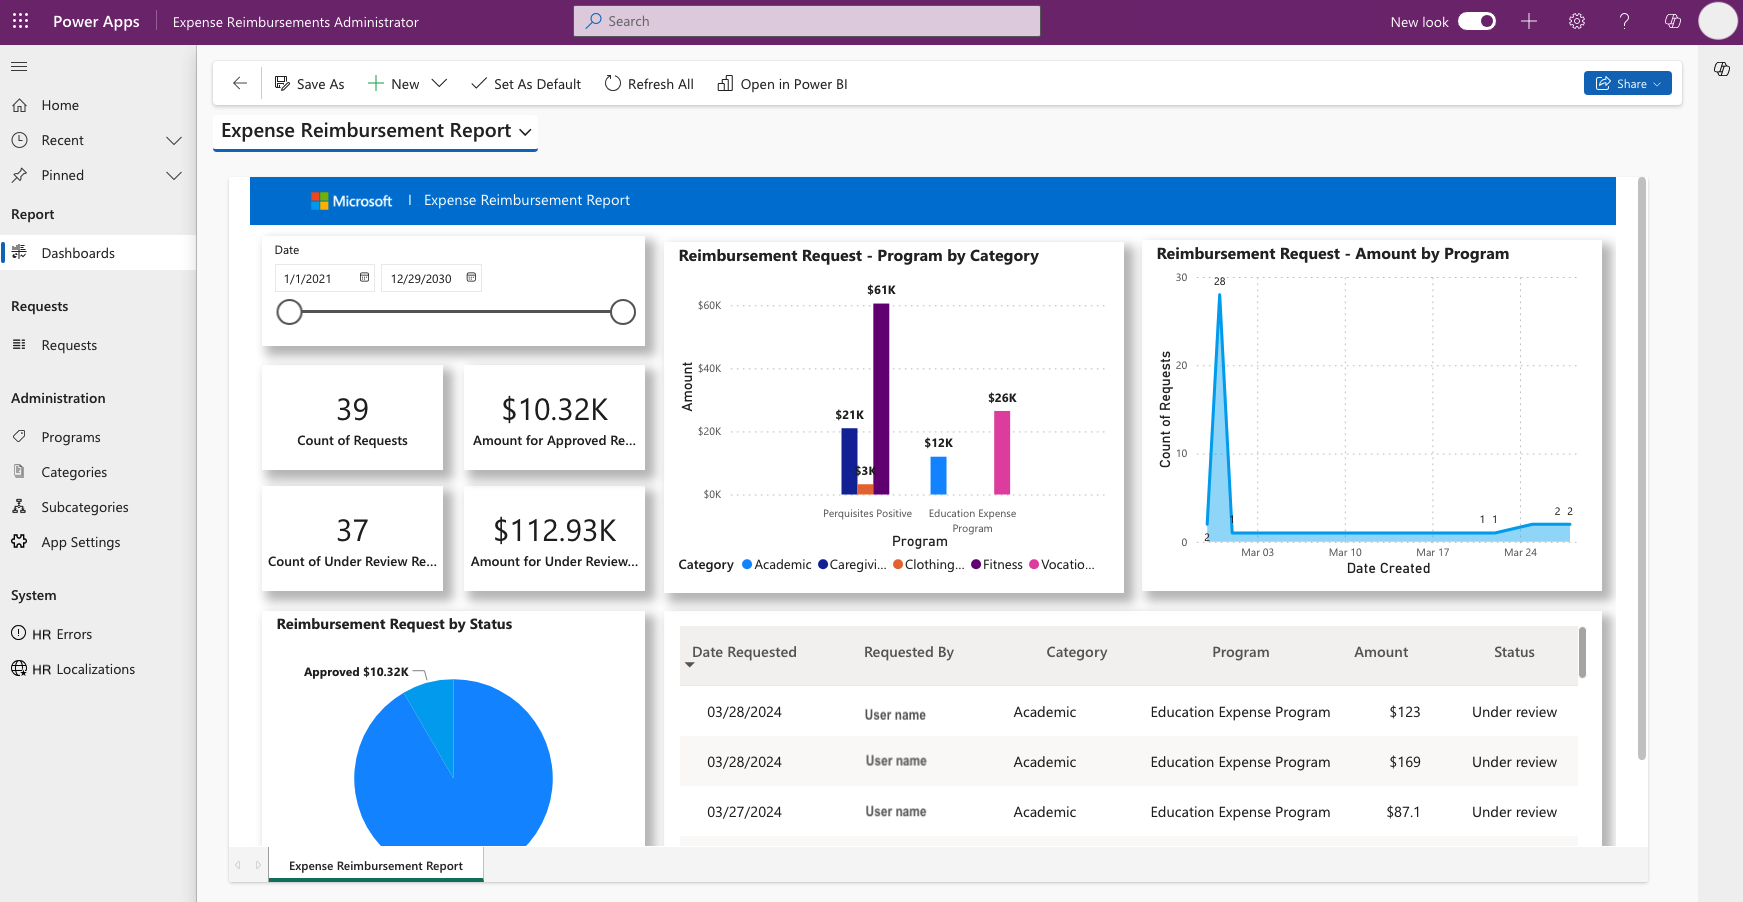 Power Apps
Expense Reimbursements Administrator
Search
New look
Home
Recent
Pinned
Report
Dashboards
Requests
Requests
Administration
Programs
Categories
Subcategories
App Settings
System
HR Errors
HR Localizations
Save As
New
Set As Default
Refresh All
Open in Power BI
Share
Expense Reimbursement Report
Microsoft | Expense Reimbursement Report
Date
1/1/2021
12/29/2030
39
Count of Requests
$10.32K
Amount for Approved Re...
37
Count of Under Review Re...
$112.93K
Amount for Under Review...
Reimbursement Request - Program by Category
Amount
$60K
$40K
$20K
$0K
$21K
$3K
$61K
$12K
$26K
Perquisites Positive
Education Expense
Program
Program
Category Academic Caregivi... Clothing... Fitness Vocatio...
Reimbursement Request - Amount by Program
Count of Requests
30
20
10
0
2
28
1
1 1
2 2
Mar 03 Mar 10 Mar 17 Mar 24
Date Created
Reimbursement Request by Status
Approved $10.32K
Date Requested Requested By Category Program Amount Status
03/28/2024 User name Academic Education Expense Program $123 Under review
03/28/2024 User name Academic Education Expense Program $169 Under review
03/27/2024 User name Academic Education Expense Program $87.1 Under review
Expense Reimbursement Report